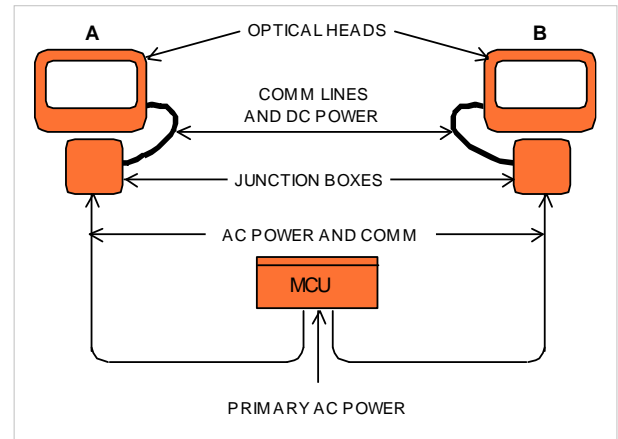 A
OPTICAL HEADS
B
COMM LINES
AND DC POWER
JUNCTION BOXES
AC POWER AND COMM
MCU
PRIMARY AC POWER